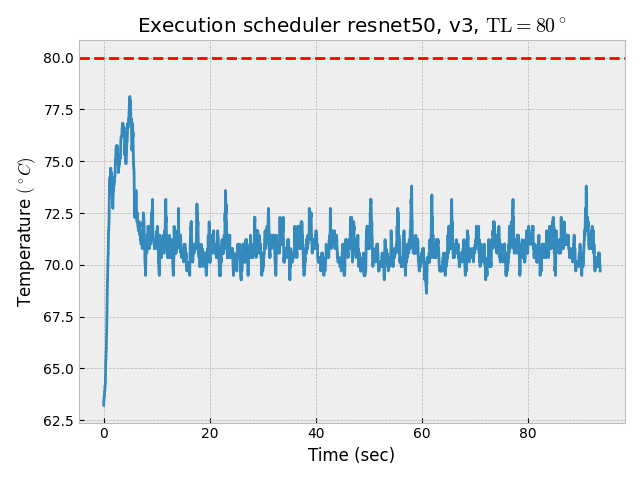 Execution scheduler resnet50, v3, TL = 80°
80.0
77.5
75.0
72.5
70.0
67.5
65.0
62.5
Temperature (°C)
0 20 40 60 80
Time (sec)